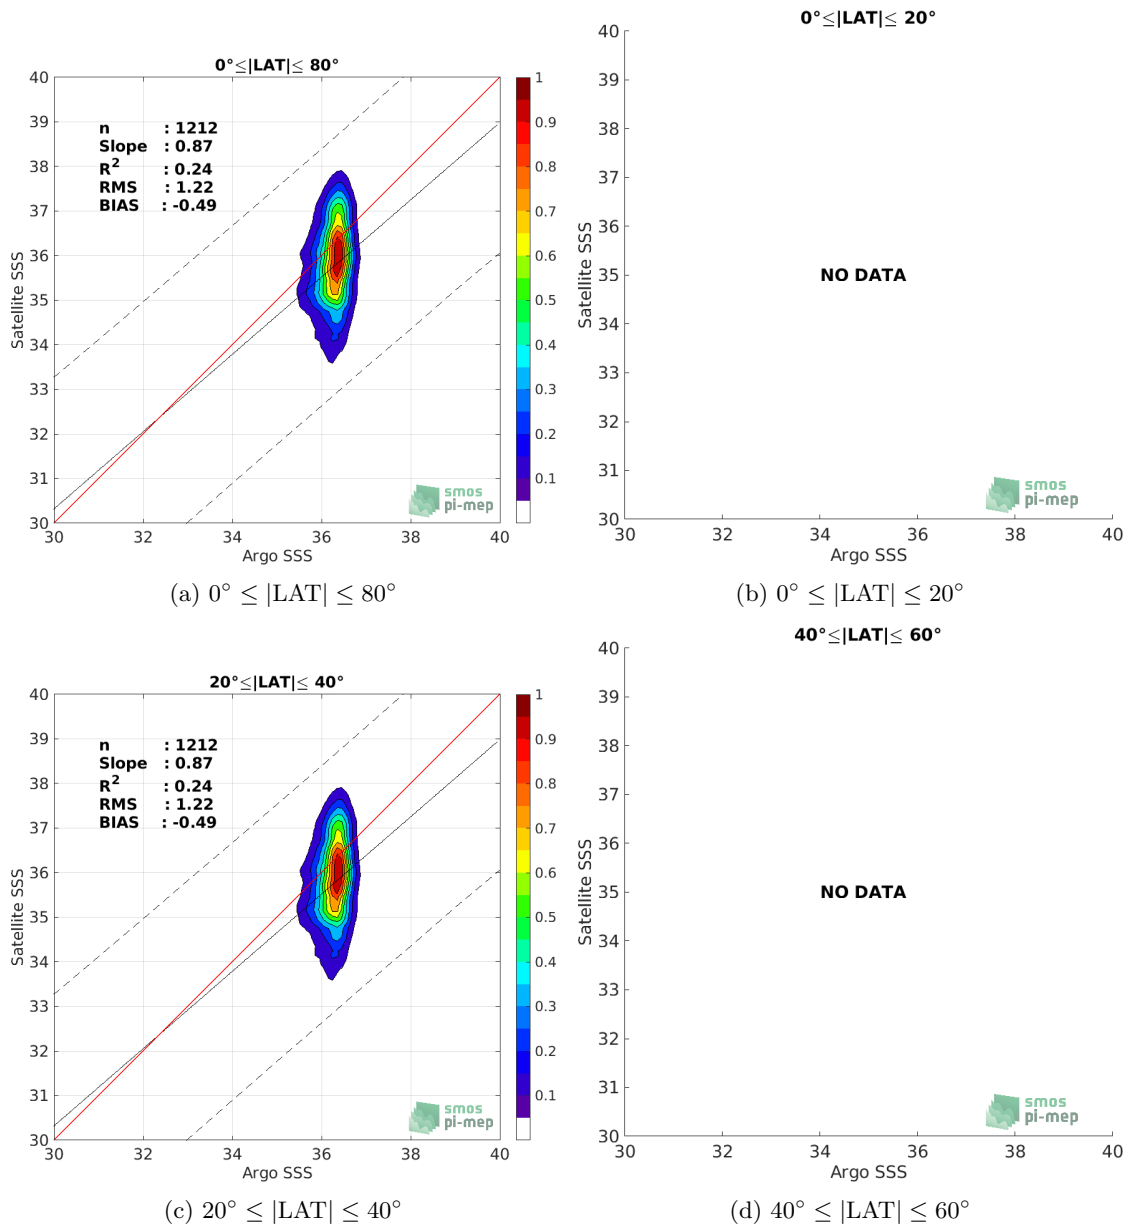 0°≤|LAT|≤ 80°
40
39
38
37
36
35
34
33
32
31
30
Satellite SSS
n : 1212
Slope : 0.87
R2 : 0.24
RMS : 1.22
BIAS : -0.49
1
0.9
0.8
0.7
0.6
0.5
0.4
0.3
0.2
0.1
smos
pi-mep
30 32 34 36 38 40
Argo SSS
(a) 0° ≤ |LAT| ≤ 80°
0°≤|LAT|≤ 20°
40
39
38
37
36
35
34
33
32
31
30
Satellite SSS
NO DATA
smos
pi-mep
30 32 34 36 38 40
Argo SSS
(b) 0° ≤ |LAT| ≤ 20°
20°≤|LAT|≤ 40°
40
39
38
37
36
35
34
33
32
31
30
Satellite SSS
n : 1212
Slope : 0.87
R2 : 0.24
RMS : 1.22
BIAS : -0.49
1
0.9
0.8
0.7
0.6
0.5
0.4
0.3
0.2
0.1
smos
pi-mep
30 32 34 36 38 40
Argo SSS
(c) 20° ≤ |LAT| ≤ 40°
40°≤|LAT|≤ 60°
40
39
38
37
36
35
34
33
32
31
30
Satellite SSS
NO DATA
smos
pi-mep
30 32 34 36 38 40
Argo SSS
(d) 40° ≤ |LAT| ≤ 60°